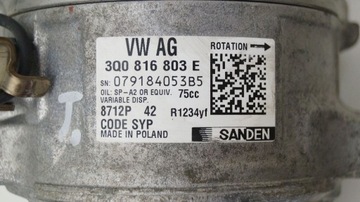 VW AG
ROTATION
3Q0 816 803 E
SN: 079184053B5
OIL: SP-A2 OR EQUIV. 75cc
VARIABLE DISP.
8712P 42 R1234yf
CODE SYP
MADE IN POLAND
SANDEN
I.